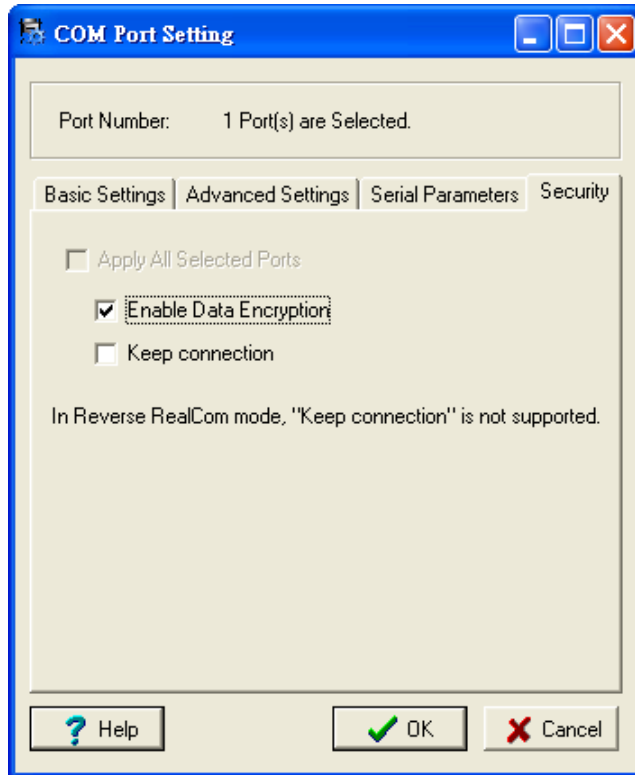 COM Port Setting
Port Number: 1 Port(s) are Selected.
Basic Settings Advanced Settings Serial Parameters Security
Apply All Selected Ports
Enable Data Encryption
Keep connection
In Reverse RealCom mode, "Keep connection" is not supported.
Help OK Cancel